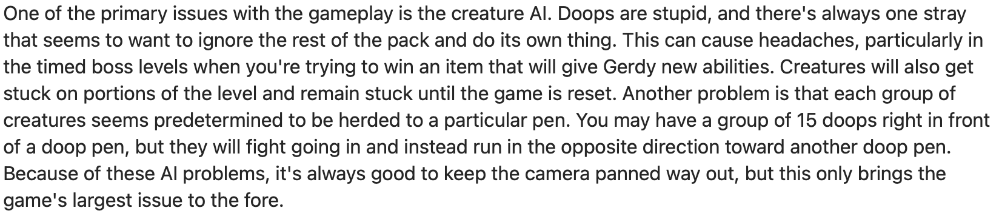 One of the primary issues with the gameplay is the creature AI. Doops are stupid, and there's always one stray
that seems to want to ignore the rest of the pack and do its own thing. This can cause headaches, particularly in
the timed boss levels when you're trying to win an item that will give Gerdy new abilities. Creatures will also get
stuck on portions of the level and remain stuck until the game is reset. Another problem is that each group of
creatures seems predetermined to be herded to a particular pen. You may have a group of 15 doops right in front
of a doop pen, but they will fight going in and instead run in the opposite direction toward another doop pen.
Because of these AI problems, it's always good to keep the camera panned way out, but this only brings the
game's largest issue to the fore.